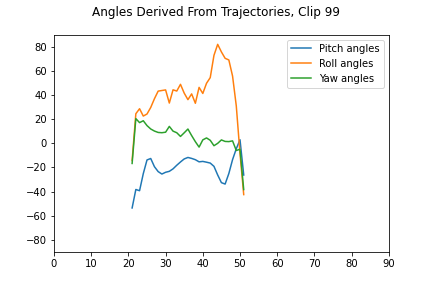 Angles Derived From Trajectories, Clip 99
Pitch angles
Roll angles
Yaw angles
80
60
40
20
0
−20
−40
−60
−80
0 10 20 30 40 50 60 70 80 90